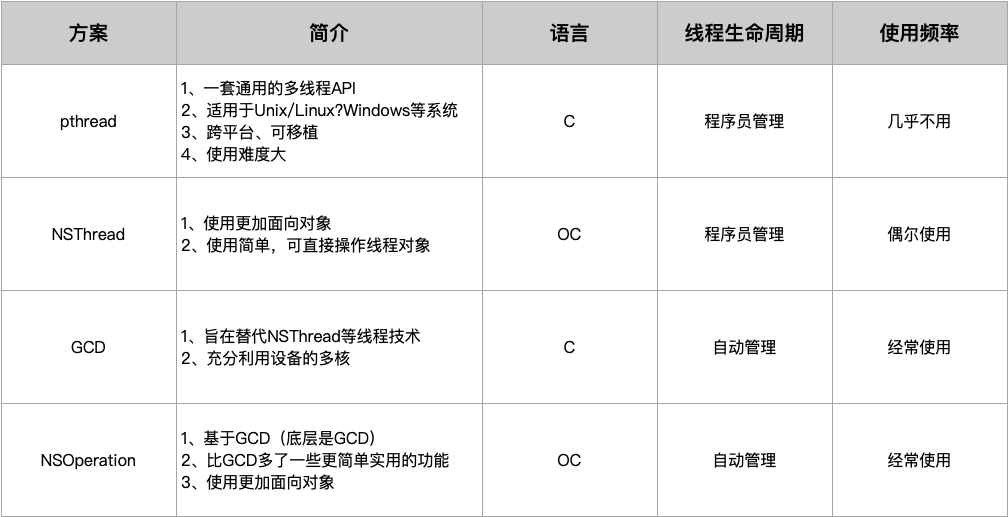 方案
简介
语言
线程生命周期
使用频率
pthread
1、一套通用的多线程API
2、适用于Unix/Linux?Windows等系统
3、跨平台、可移植
4、使用难度大
C
程序员管理
几乎不用
NSThread
1、使用更加面向对象
2、使用简单，可直接操作线程对象
OC
程序员管理
偶尔使用
GCD
1、旨在替代NSThread等线程技术
2、充分利用设备的多核
C
自动管理
经常使用
NSOperation
1、基于GCD（底层是GCD）
2、比GCD多了一些更简单实用的功能
3、使用更加面向对象
OC
自动管理
经常使用